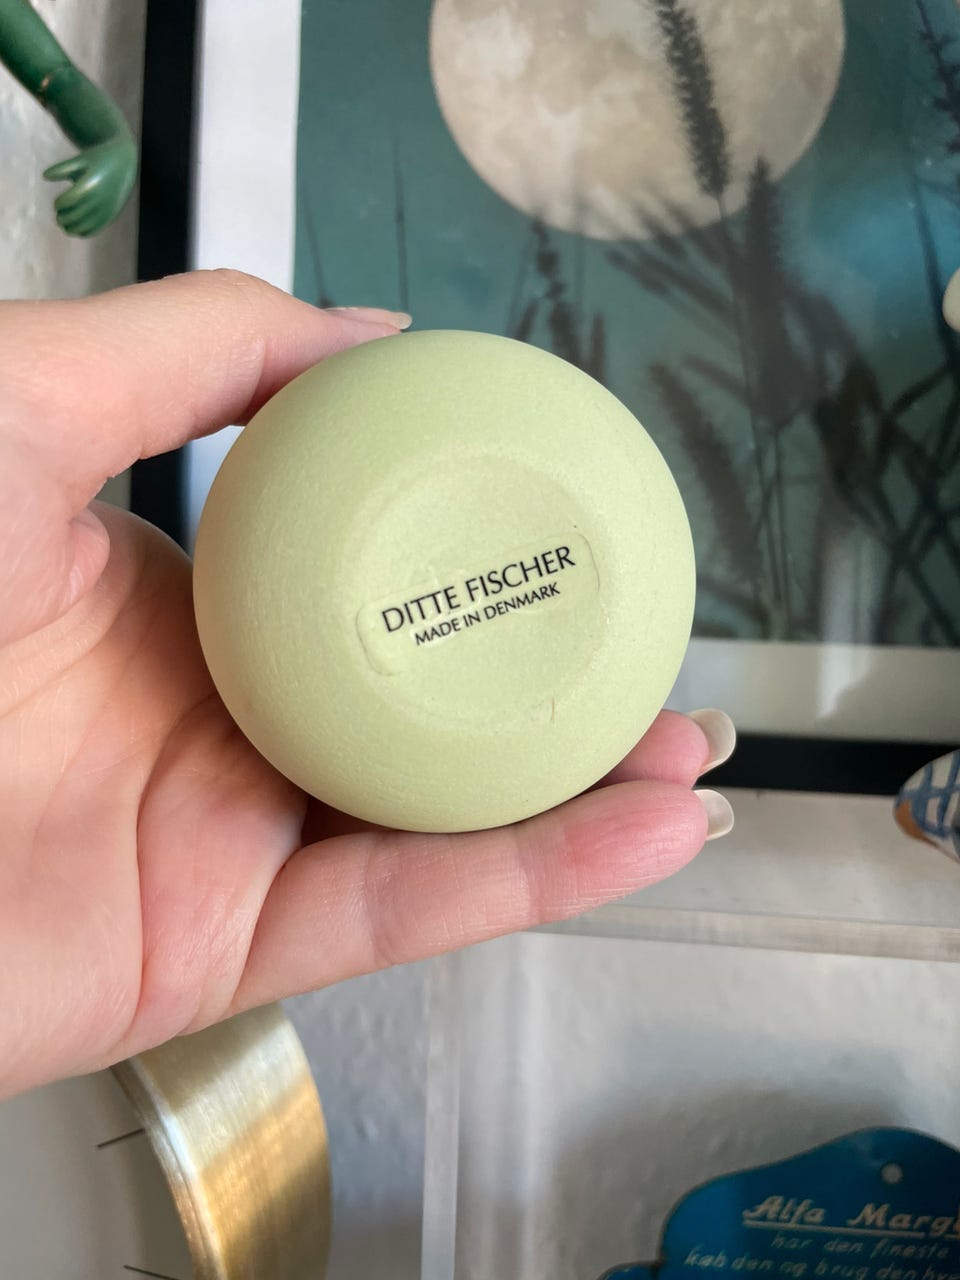 DITTE FISCHER
MADE IN DENMARK
Alfa Marg
har den fineste
køb den og brug den